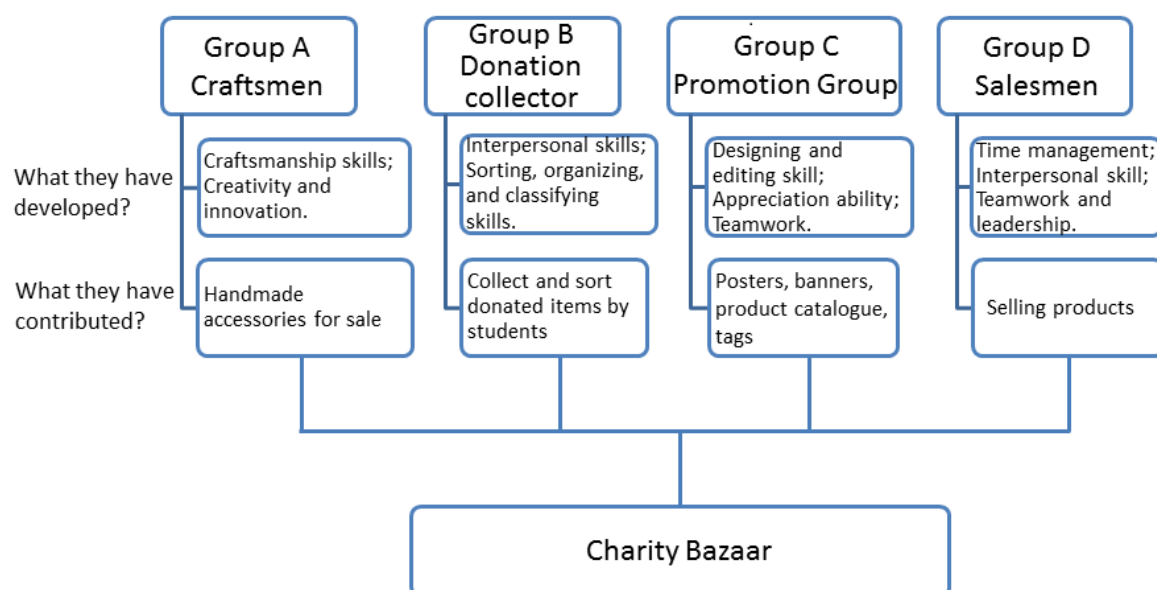 Group A
Craftsmen
Group B
Donation
collector
Group C
Promotion Group
Group D
Salesmen
What they have
developed?
Craftsmanship skills;
Creativity and
innovation.
Interpersonal skills;
Sorting, organizing,
and classifying
skills.
Designing and
editing skill;
Appreciation ability;
Teamwork.
Time management;
Interpersonal skill;
Teamwork and
leadership.
What they have
contributed?
Handmade
accessories for sale
Collect and sort
donated items by
students
Posters, banners,
product catalogue,
tags
Selling products
Charity Bazaar